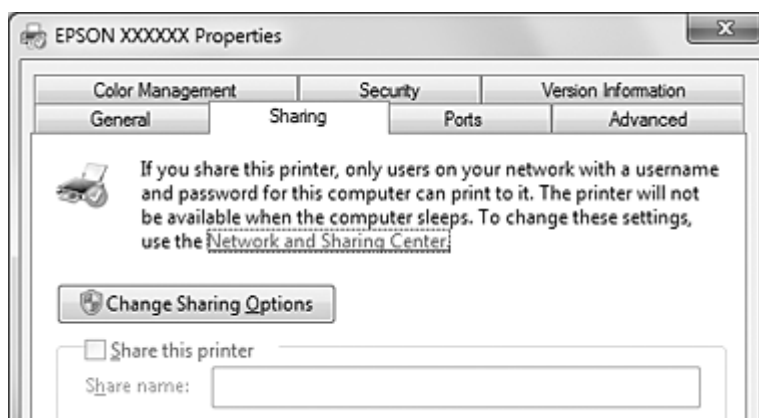 EPSON XXXXXX Properties
Color Management Security Version Information
General Sharing Ports Advanced
If you share this printer, only users on your network with a username
and password for this computer can print to it. The printer will not
be available when the computer sleeps. To change these settings,
use the Network and Sharing Center.
Change Sharing Options
Share this printer
Share name: